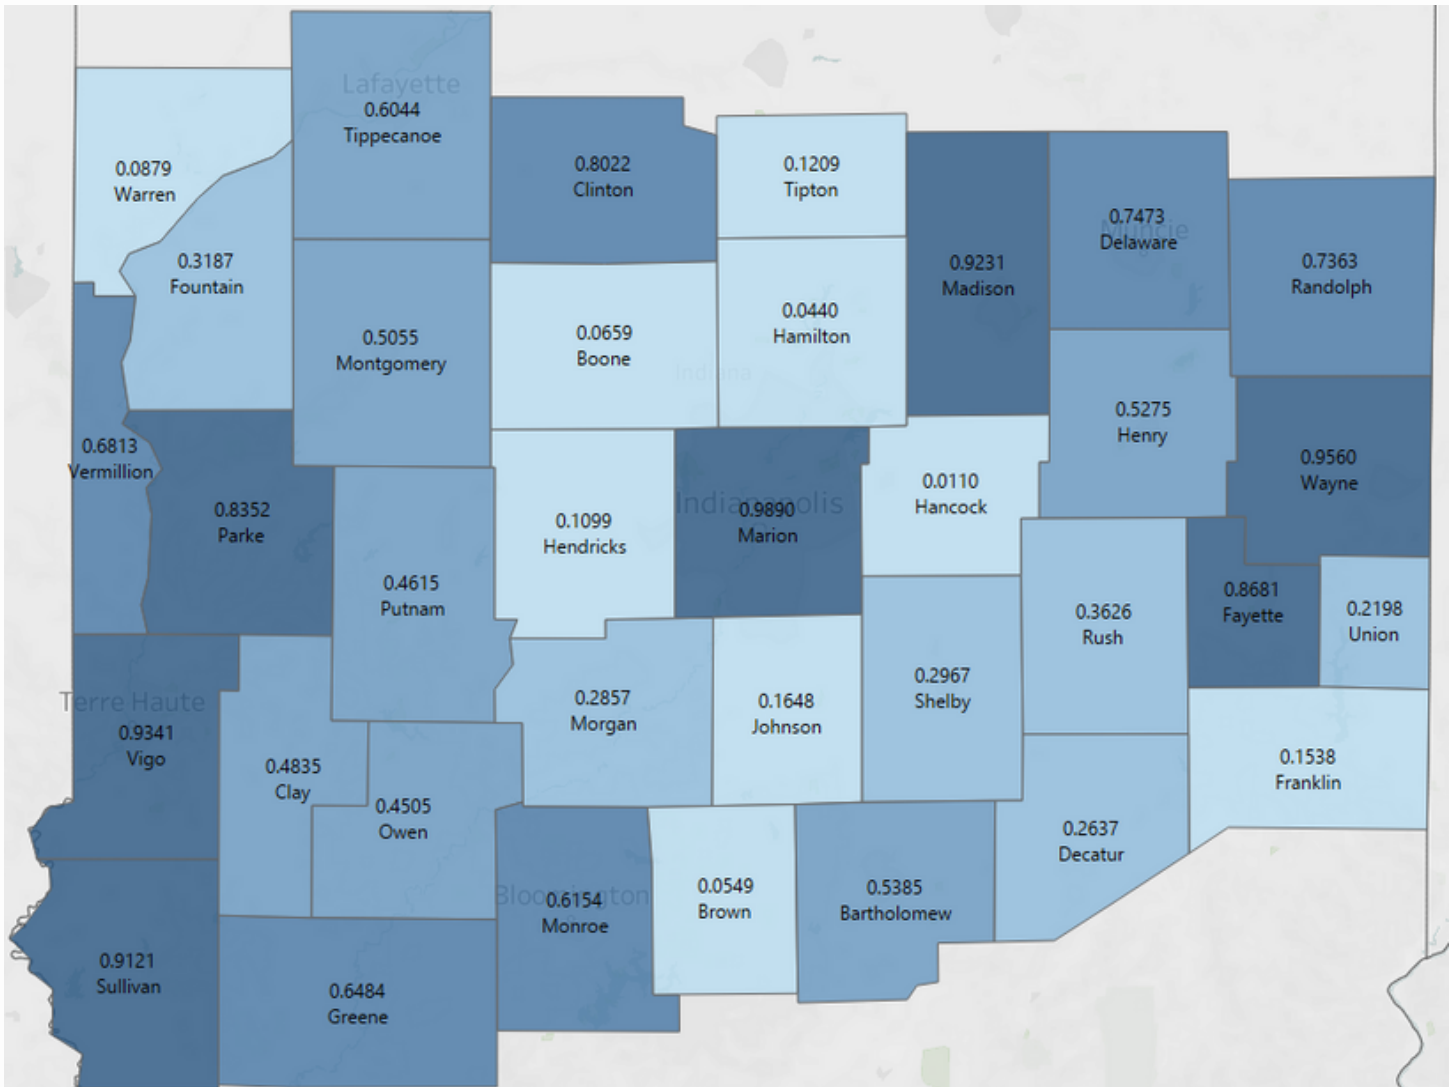 Lafayette
0.6044
Tippecanoe
0.0879
Warren
0.8022
Clinton
0.1209
Tipton
0.9231
Madison
Muncie
0.7473
Delaware
0.7363
Randolph
0.3187
Fountain
0.5055
Montgomery
0.0659
Boone
0.0440
Hamilton
Indiana
0.5275
Henry
0.6813
Vermillion
0.8352
Parke
0.1099
Hendricks
Indianapolis
0.9890
Marion
0.0110
Hancock
0.9560
Wayne
0.4615
Putnam
0.3626
Rush
0.8681
Fayette
0.2198
Union
Terre Haute
0.9341
Vigo
0.4835
Clay
0.4505
Owen
0.2857
Morgan
0.1648
Johnson
0.2967
Shelby
0.1538
Franklin
0.2637
Decatur
Bloomington
0.6154
Monroe
0.0549
Brown
0.5385
Bartholomew
0.9121
Sullivan
0.6484
Greene